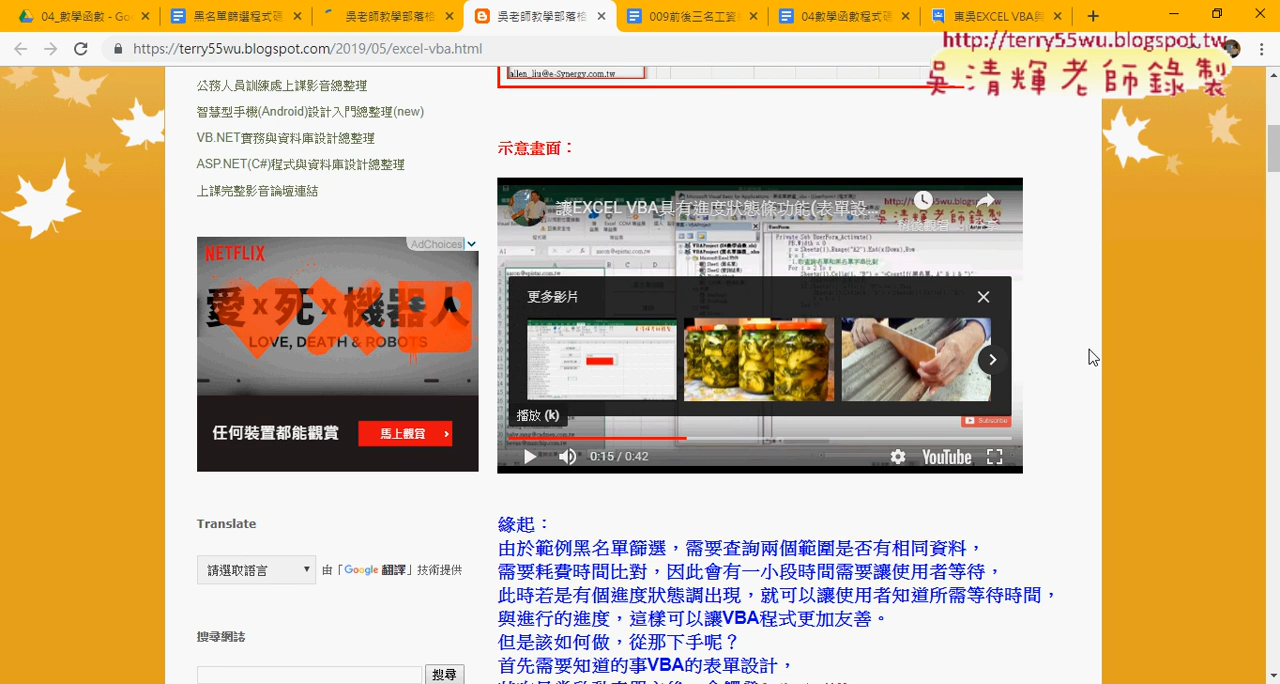 04_數學函數 - Go
黑名單篩選程式碼
吳老師教學部落格
吳老師教學部落格
009前後三名工資
04數學函數程式碼
東吳EXCEL VBA與
https://terry55wu.blogspot.com/2019/05/excel-vba.html
http://terry55wu.blogspot.tw
吳清輝老師錄製
公務人員訓練處上課影音總整理
智慧型手機(Android)設計入門總整理(new)
VB.NET實務與資料庫設計總整理
ASP.NET(C#)程式與資料庫設計總整理
上課完整影音論壇連結
AdChoices
NETFLIX
愛x死x機器人
LOVE, DEATH & ROBOTS
任何裝置都能觀賞
馬上觀賞
Translate
請選取語言
由「Google 翻譯」技術提供
搜尋網誌
搜尋
allen_liu@e-Synergy.com.tw
示意畫面：
讓EXCEL VBA具有進度狀態條功能(表單設...
稍後觀看
分享
更多影片
播放 (k)
Subscribe
0:15 / 0:42
YouTube
緣起：
由於範例黑名單篩選，需要查詢兩個範圍是否有相同資料，
需要耗費時間比對，因此會有一小段時間需要讓使用者等待，
此時若是有個進度狀態調出現，就可以讓使用者知道所需等待時間，
與進行的進度，這樣可以讓VBA程式更加友善。
但是該如何做，從那下手呢？
首先需要知道的事VBA的表單設計，